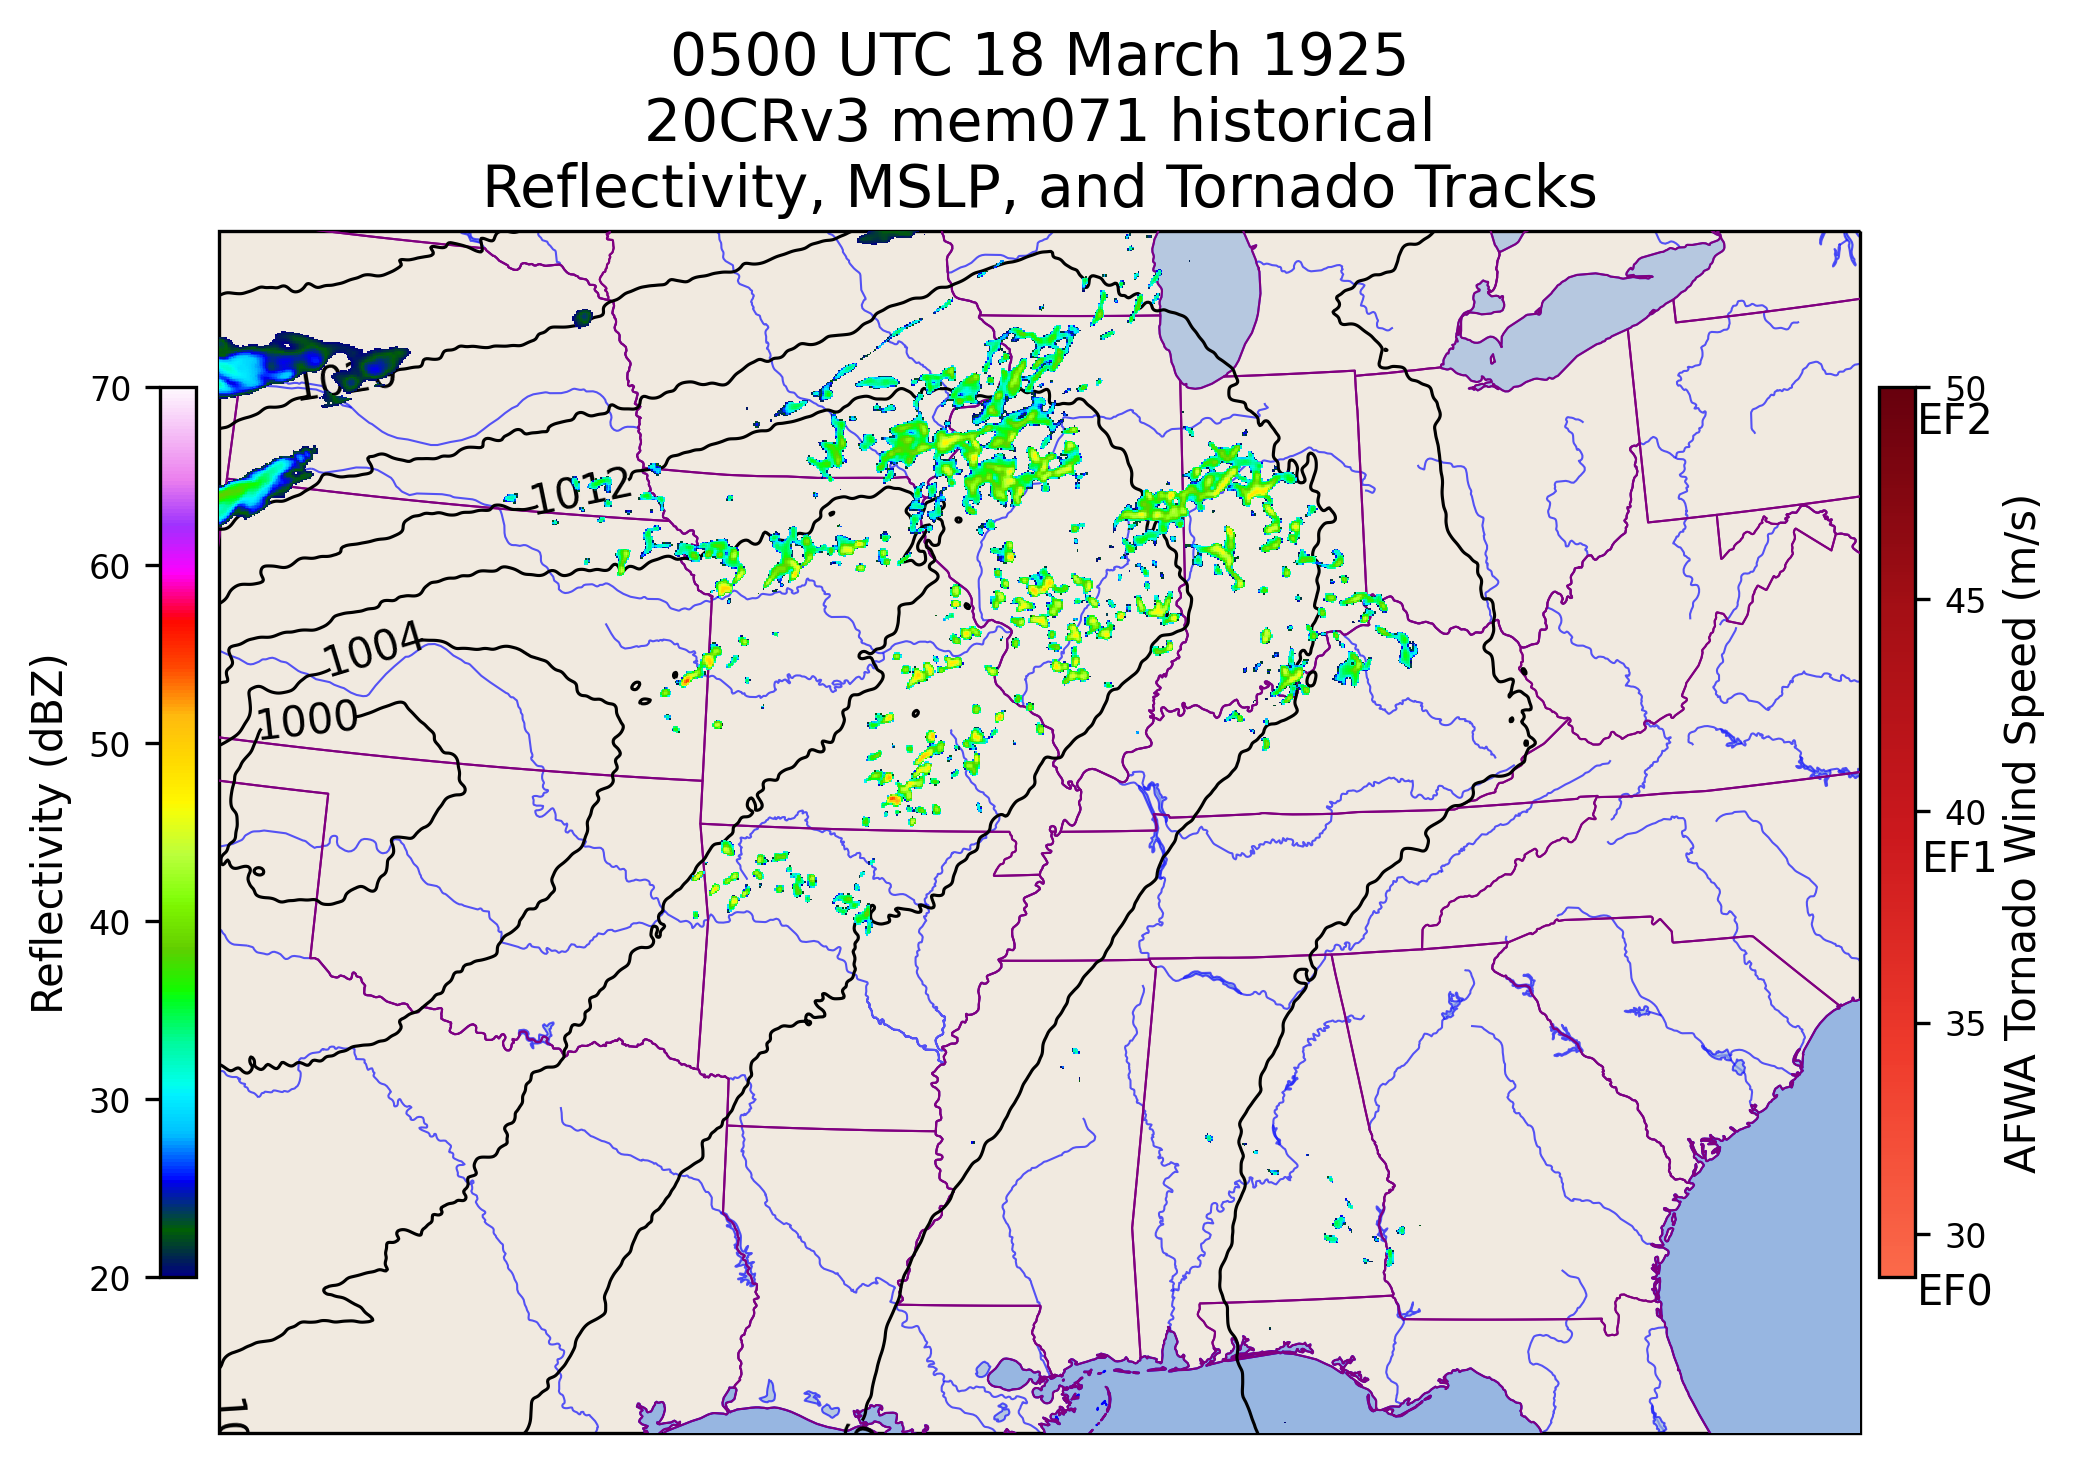 0500 UTC 18 March 1925
20CRv3 mem071 historical
Reflectivity, MSLP, and Tornado Tracks
70
60
50
40
30
20
Reflectivity (dBZ)
1012
1004
1000
10
50
EF2
45
40
EF1
35
30
EF0
AFWA Tornado Wind Speed (m/s)